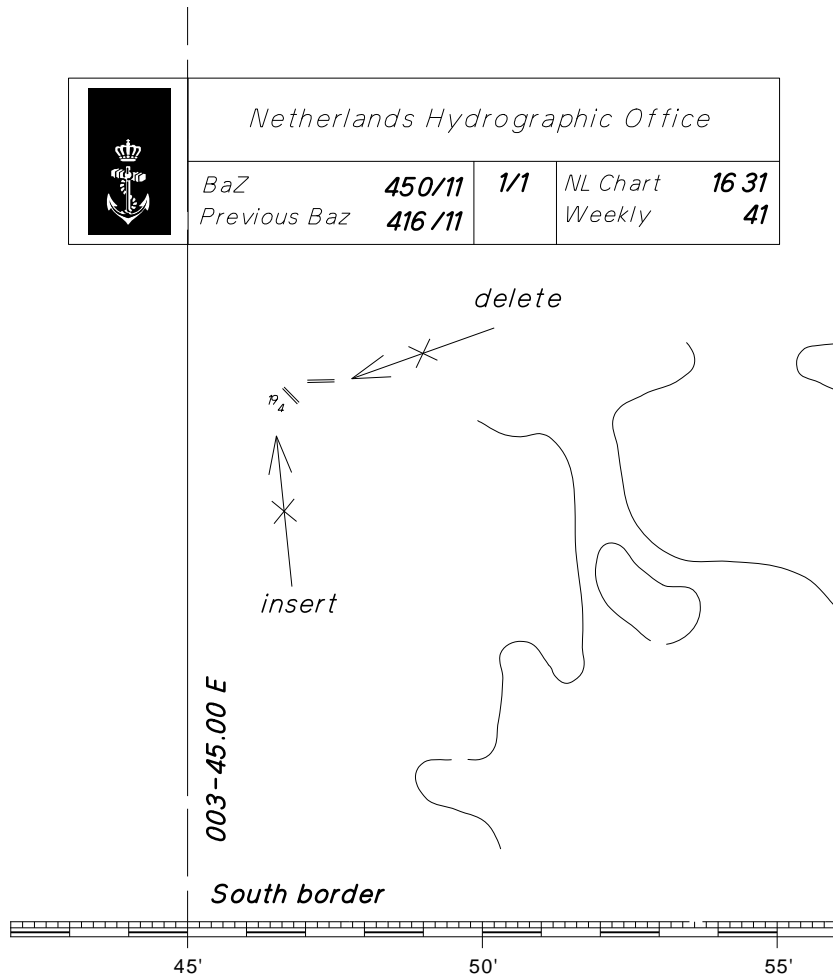 Netherlands Hydrographic Office
BaZ 450/11 1/1 NL Chart 16 31
Previous Baz 416 /11 Weekly 41
delete
19₄
insert
003-45.00 E
South border
45' 50' 55'